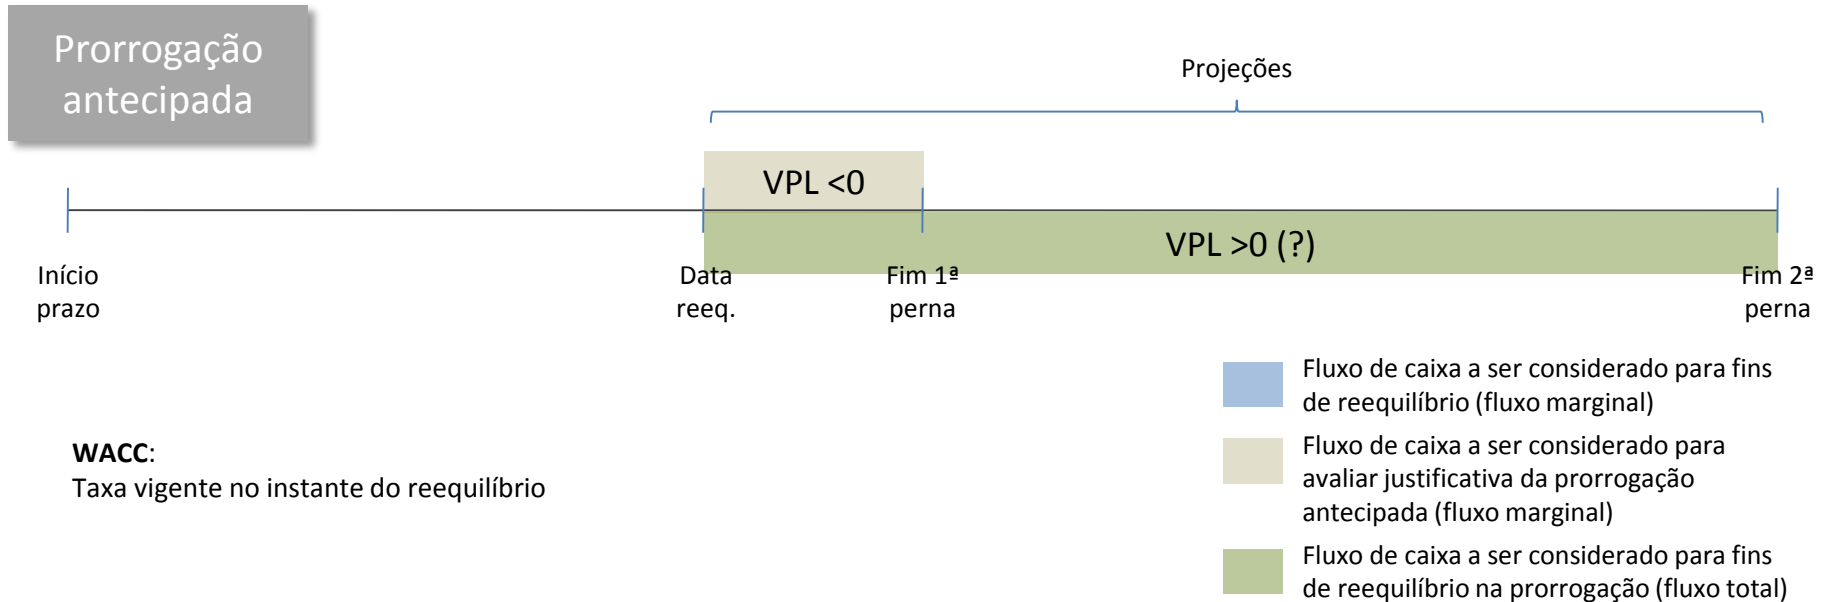 Prorrogação
antecipada
Projeções
VPL <0
VPL >0 (?)
Início
prazo
Data
reeq.
Fim 1ª
perna
Fim 2ª
perna
WACC:
Taxa vigente no instante do reequilíbrio
Fluxo de caixa a ser considerado para fins
de reequilíbrio (fluxo marginal)
Fluxo de caixa a ser considerado para
avaliar justificativa da prorrogação
antecipada (fluxo marginal)
Fluxo de caixa a ser considerado para fins
de reequilíbrio na prorrogação (fluxo total)